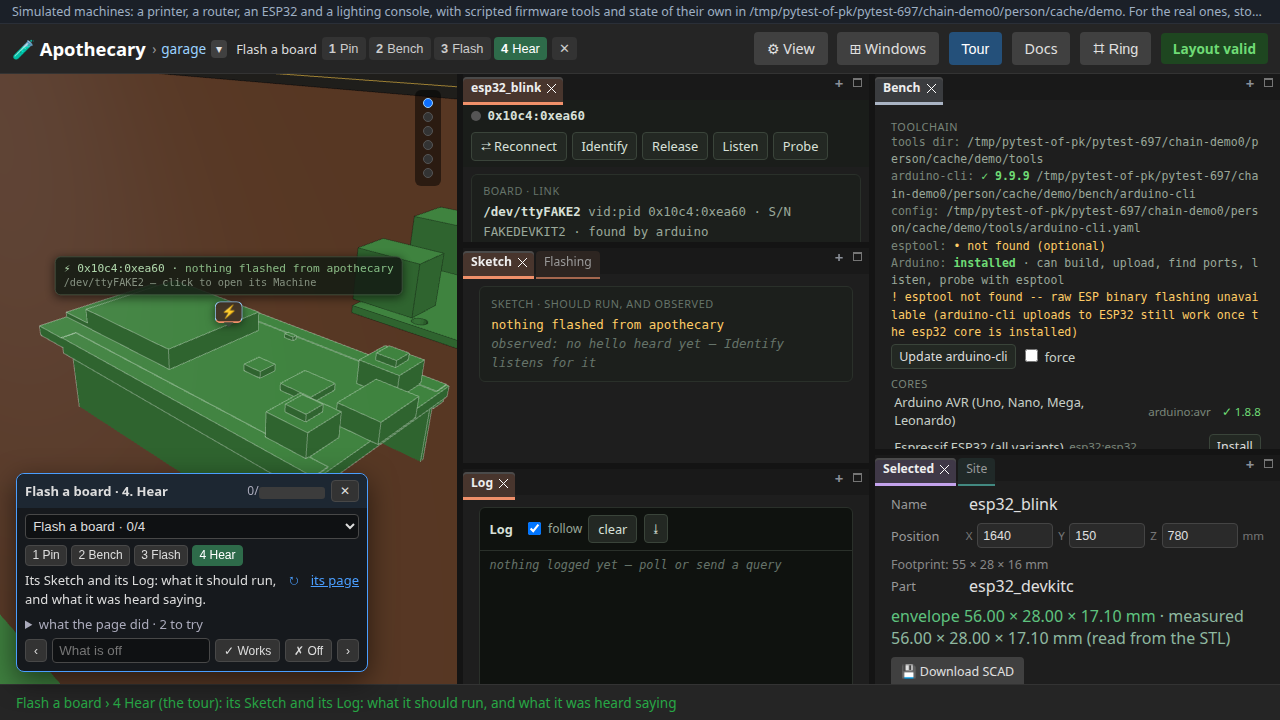 Simulated machines: a printer, a router, an ESP32 and a lighting console, with scripted firmware tools and state of their own in /tmp/pytest-of-pk/pytest-697/chain-demo0/person/cache/demo. For the real ones, sto...
Apothecary › garage ▾ Flash a board 1 Pin 2 Bench 3 Flash 4 Hear ✕ ⚙ View ⊞ Windows Tour Docs ⌗ Ring Layout valid
⚡ 0x10c4:0xea60 · nothing flashed from apothecary
/dev/ttyFAKE2 — click to open its Machine
Flash a board · 4. Hear 0/ ✕
Flash a board · 0/4
1 Pin 2 Bench 3 Flash 4 Hear
Its Sketch and its Log: what it should run, ↻ its page
and what it was heard saying.
▶ what the page did · 2 to try
‹ What is off ✓ Works ✗ Off ›
esp32_blink ✕ +
0x10c4:0xea60
⇄ Reconnect Identify Release Listen Probe
BOARD · LINK
/dev/ttyFAKE2 vid:pid 0x10c4:0xea60 · S/N
FAKEDEVKIT2 · found by arduino
Sketch ✕ Flashing +
SKETCH · SHOULD RUN, AND OBSERVED
nothing flashed from apothecary
observed: no hello heard yet — Identify
listens for it
Log ✕ +
Log follow clear ⭳
nothing logged yet — poll or send a query
Bench ✕ +
TOOLCHAIN
tools dir: /tmp/pytest-of-pk/pytest-697/chain-demo0/p
erson/cache/demo/tools
arduino-cli: ✓ 9.9.9 /tmp/pytest-of-pk/pytest-697/cha
in-demo0/person/cache/demo/bench/arduino-cli
config: /tmp/pytest-of-pk/pytest-697/chain-demo0/pers
on/cache/demo/tools/arduino-cli.yaml
esptool: • not found (optional)
Arduino: installed · can build, upload, find ports, l
isten, probe with esptool
! esptool not found -- raw ESP binary flashing unavai
lable (arduino-cli uploads to ESP32 still work once t
he esp32 core is installed)
Update arduino-cli force
CORES
Arduino AVR (Uno, Nano, Mega, Leonardo) arduino:avr ✓ 1.8.8
Espressif ESP32 (all variants) esp32:esp32 Install
Selected ✕ Site +
Name esp32_blink
Position X 1640 Y 150 Z 780 mm
Footprint: 55 × 28 × 16 mm
Part esp32_devkitc
envelope 56.00 × 28.00 × 17.10 mm · measured
56.00 × 28.00 × 17.10 mm (read from the STL)
💾 Download SCAD
Flash a board › 4 Hear (the tour): its Sketch and its Log: what it should run, and what it was heard saying